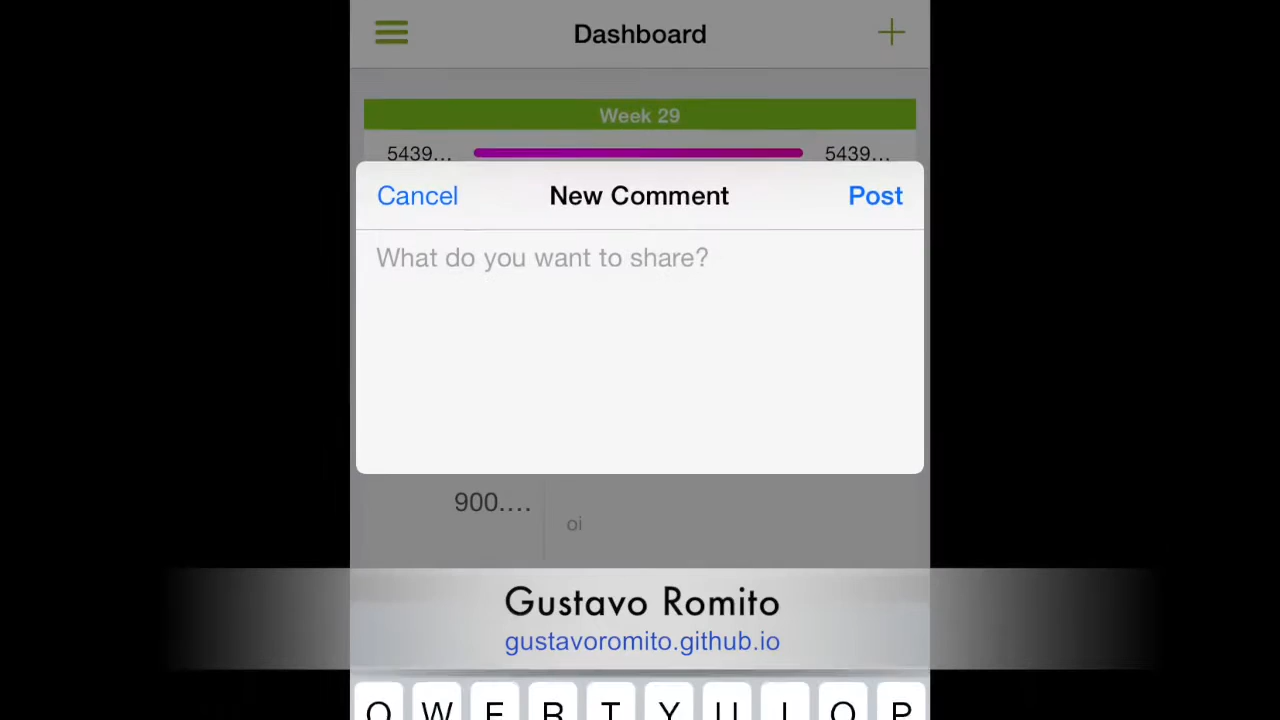 Dashboard
Week 29
5439... 5439...
Cancel New Comment Post
What do you want to share?
900....
oi
Gustavo Romito
gustavoromito.github.io
Q W E R T Y U I O P